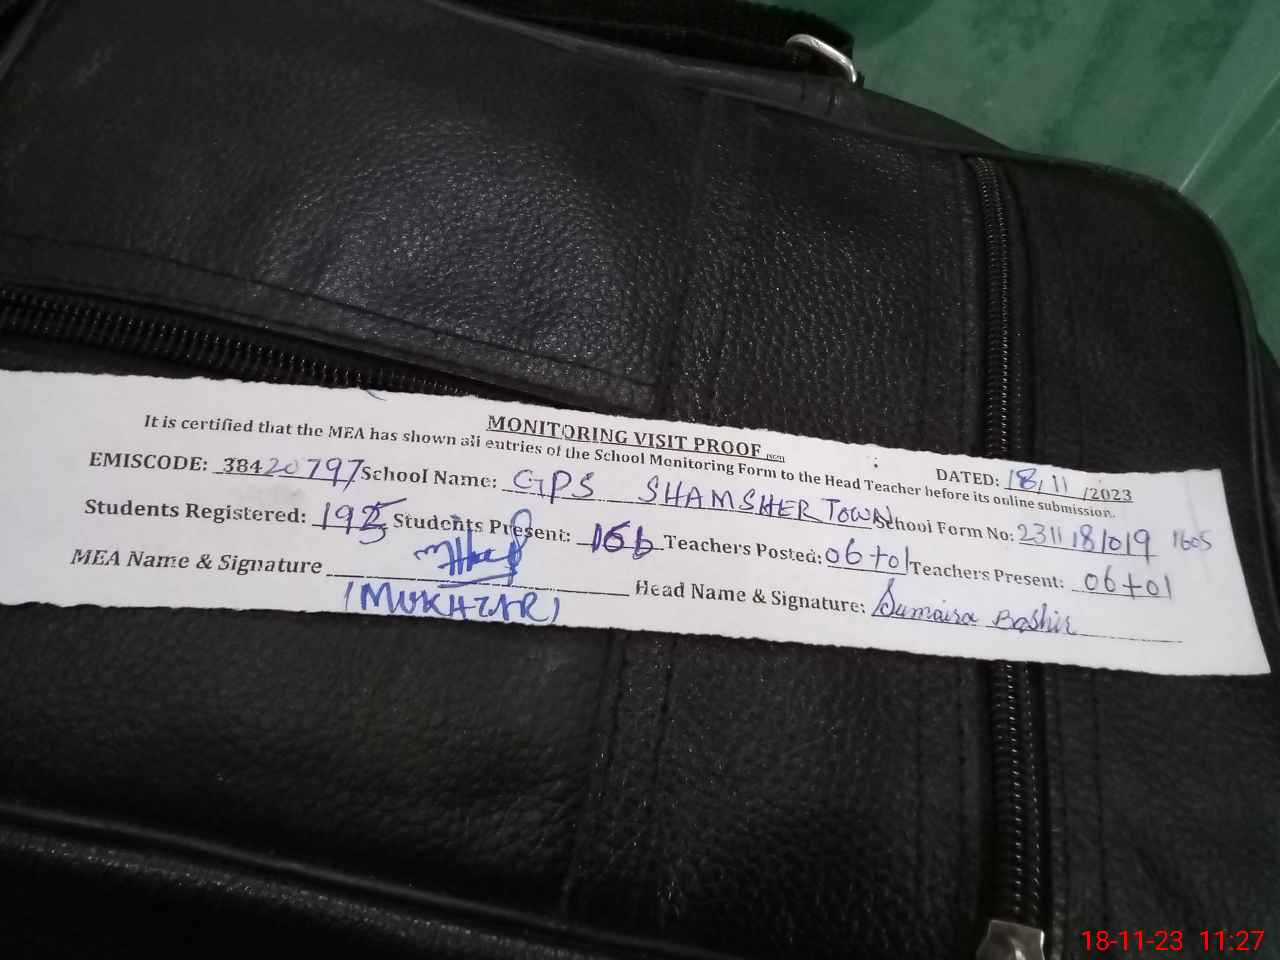 MONITORING VISIT PROOF
It is certified that the MEA has shown all entries of the School Monitoring Form to the Head Teacher before its online submission.
DATED: 18/11/2023
EMISCODE: 38420797 School Name: GPS SHAMSHER TOWN School Form No: 2311181019 1605
Students Registered: 195 Students Present: 166 Teachers Posted: 06+01 Teachers Present: 06+01
MEA Name & Signature Head Name & Signature: Sumaira Bashir
(MUKHTAR)
18-11-23 11:27